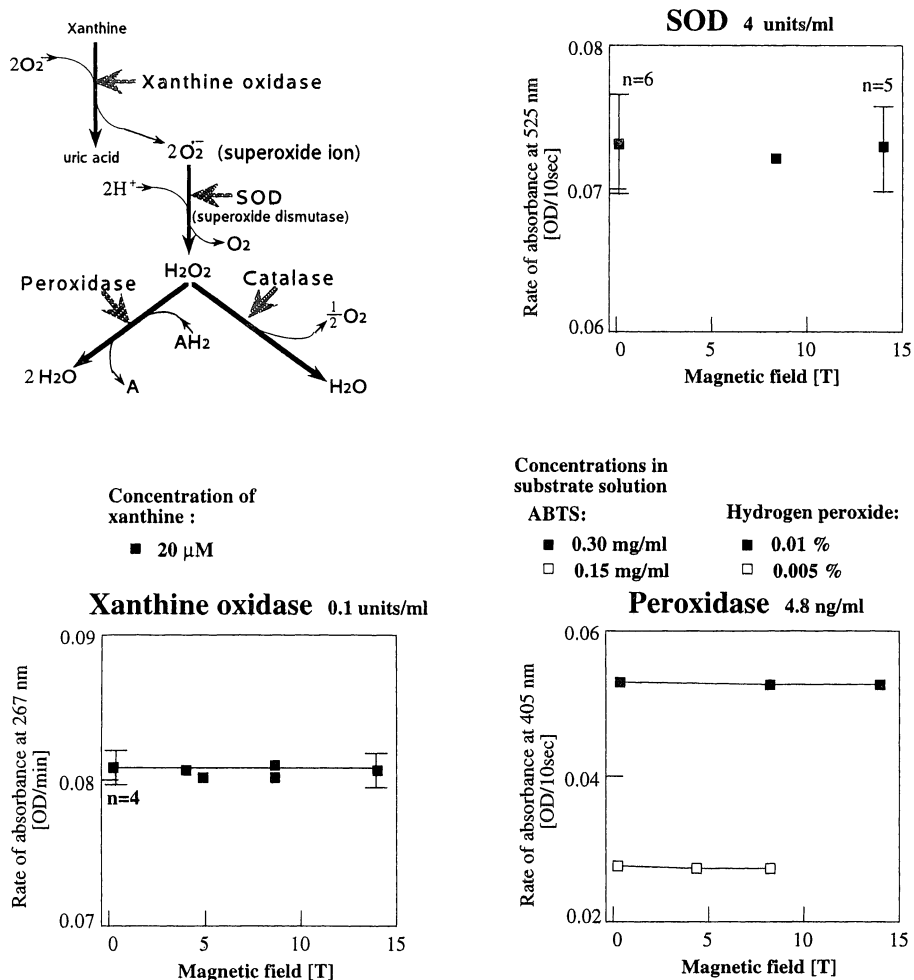 Xanthine
2O2
Xanthine oxidase
uric acid
2O2·− (superoxide ion)
2H+
SOD
(superoxide dismutase)
O2
H2O2
Peroxidase
Catalase
AH2
1/2 O2
2 H2O
A
H2O
SOD 4 units/ml
0.08
n=6
n=5
0.07
0.06
Rate of absorbance at 525 nm
[OD/10sec]
0 5 10 15
Magnetic field [T]
Concentration of
xanthine :
■ 20 µM
Xanthine oxidase 0.1 units/ml
0.09
0.08
n=4
0.07
Rate of absorbance at 267 nm
[OD/min]
0 5 10 15
Magnetic field [T]
Concentrations in
substrate solution
ABTS: Hydrogen peroxide:
■ 0.30 mg/ml ■ 0.01 %
□ 0.15 mg/ml □ 0.005 %
Peroxidase 4.8 ng/ml
0.06
0.04
0.02
Rate of absorbance at 405 nm
[OD/10sec]
0 5 10 15
Magnetic field [T]